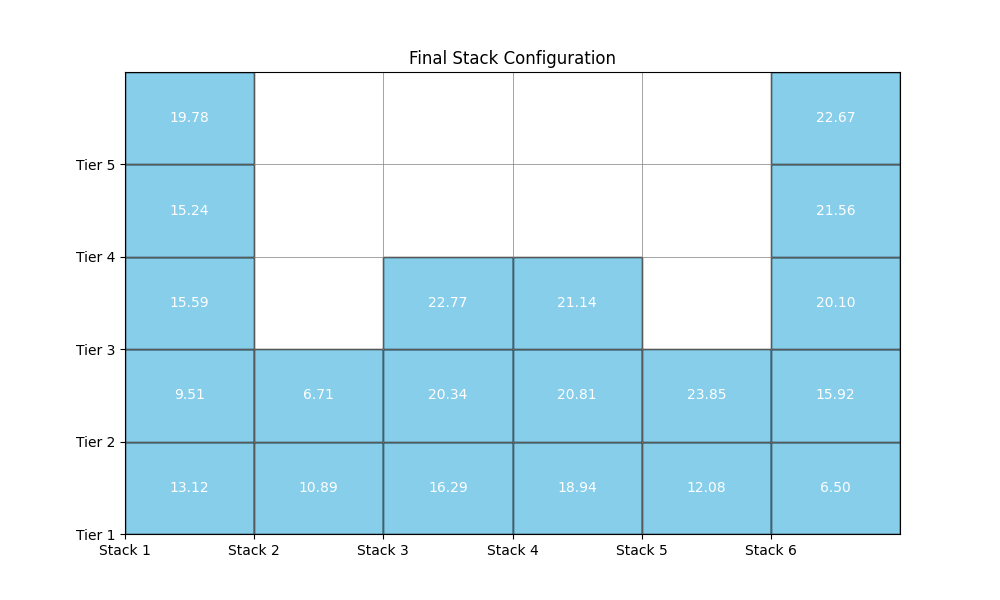 Final Stack Configuration
19.78 22.67
Tier 5
15.24 21.56
Tier 4
15.59 22.77 21.14 20.10
Tier 3
9.51 6.71 20.34 20.81 23.85 15.92
Tier 2
13.12 10.89 16.29 18.94 12.08 6.50
Tier 1
Stack 1 Stack 2 Stack 3 Stack 4 Stack 5 Stack 6